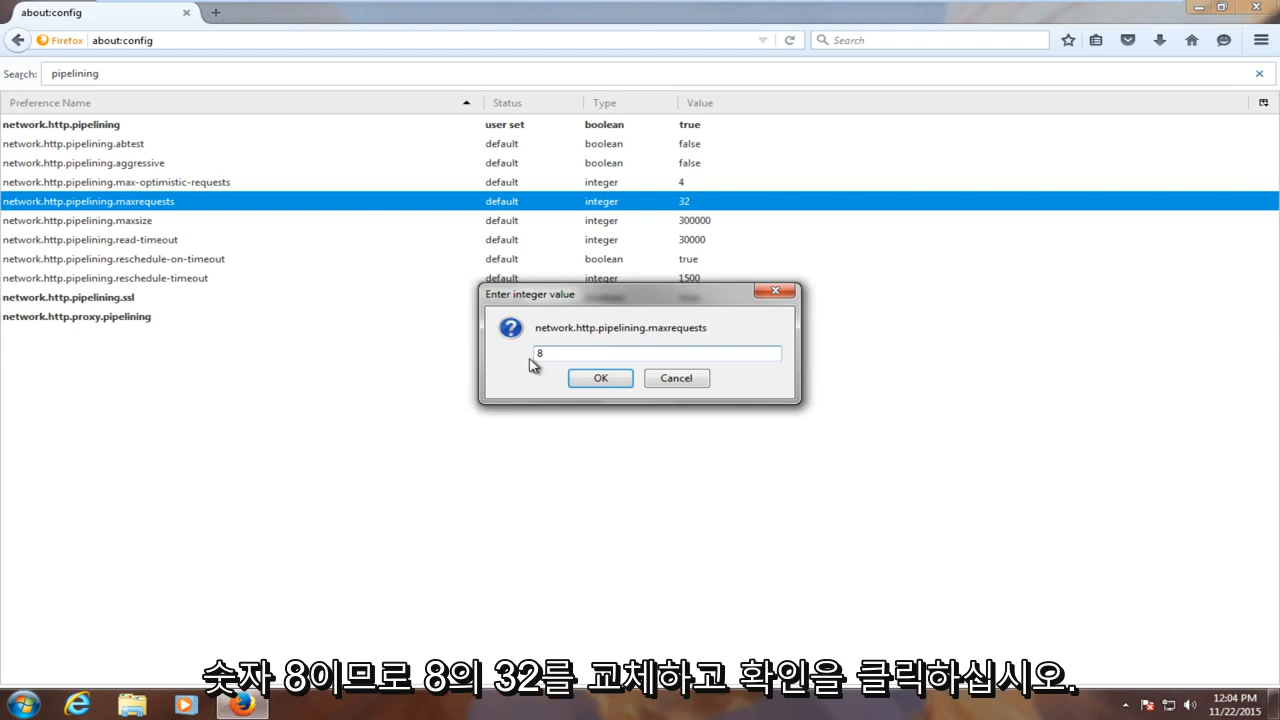 about:config
Firefox about:config Search
Search: pipelining
Preference Name Status Type Value
network.http.pipelining user set boolean true
network.http.pipelining.abtest default boolean false
network.http.pipelining.aggressive default boolean false
network.http.pipelining.max-optimistic-requests default integer 4
network.http.pipelining.maxrequests default integer 32
network.http.pipelining.maxsize default integer 300000
network.http.pipelining.read-timeout default integer 30000
network.http.pipelining.reschedule-on-timeout default boolean true
network.http.pipelining.reschedule-timeout default integer 1500
network.http.pipelining.ssl
network.http.proxy.pipelining
Enter integer value
network.http.pipelining.maxrequests
8
OK Cancel
숫자 8이므로 8의 32를 교체하고 확인을 클릭하십시오.
12:04 PM
11/22/2015